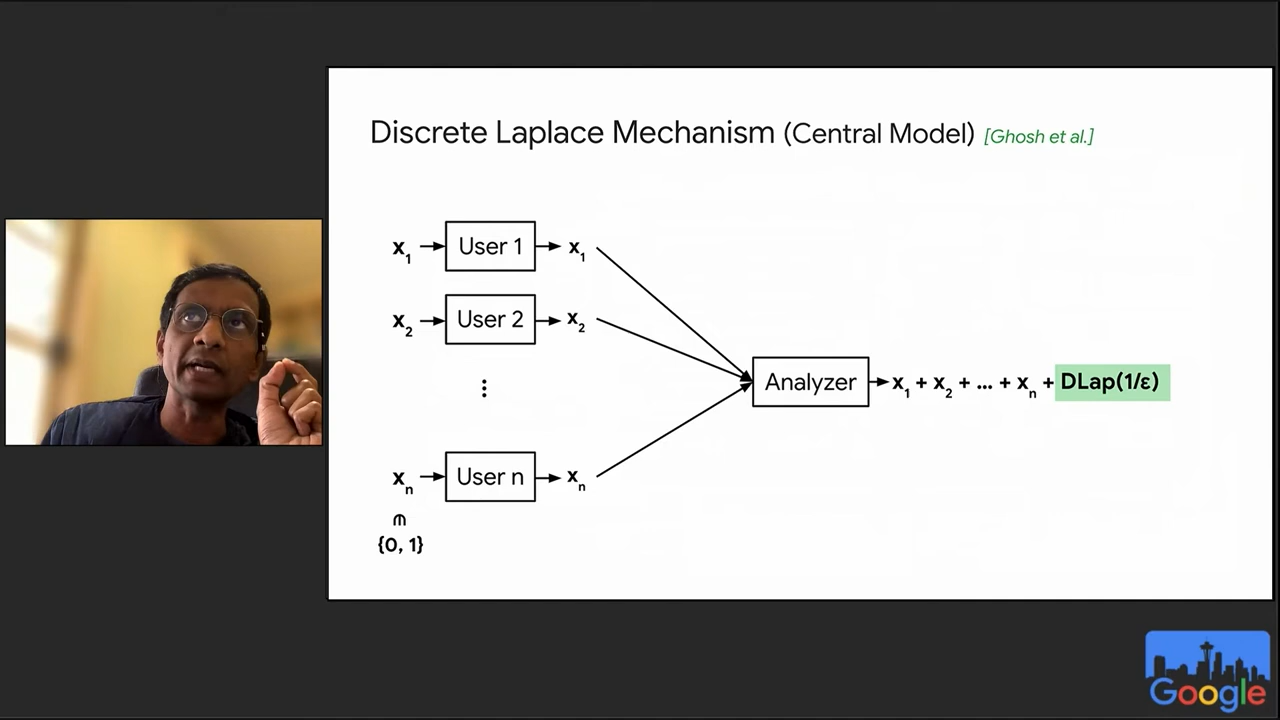 Discrete Laplace Mechanism (Central Model) [Ghosh et al.]
x₁ User 1 x₁
x₂ User 2 x₂
⋮
Analyzer x₁ + x₂ + ... + xₙ + DLap(1/ε)
xₙ User n xₙ
∈
{0, 1}
Google